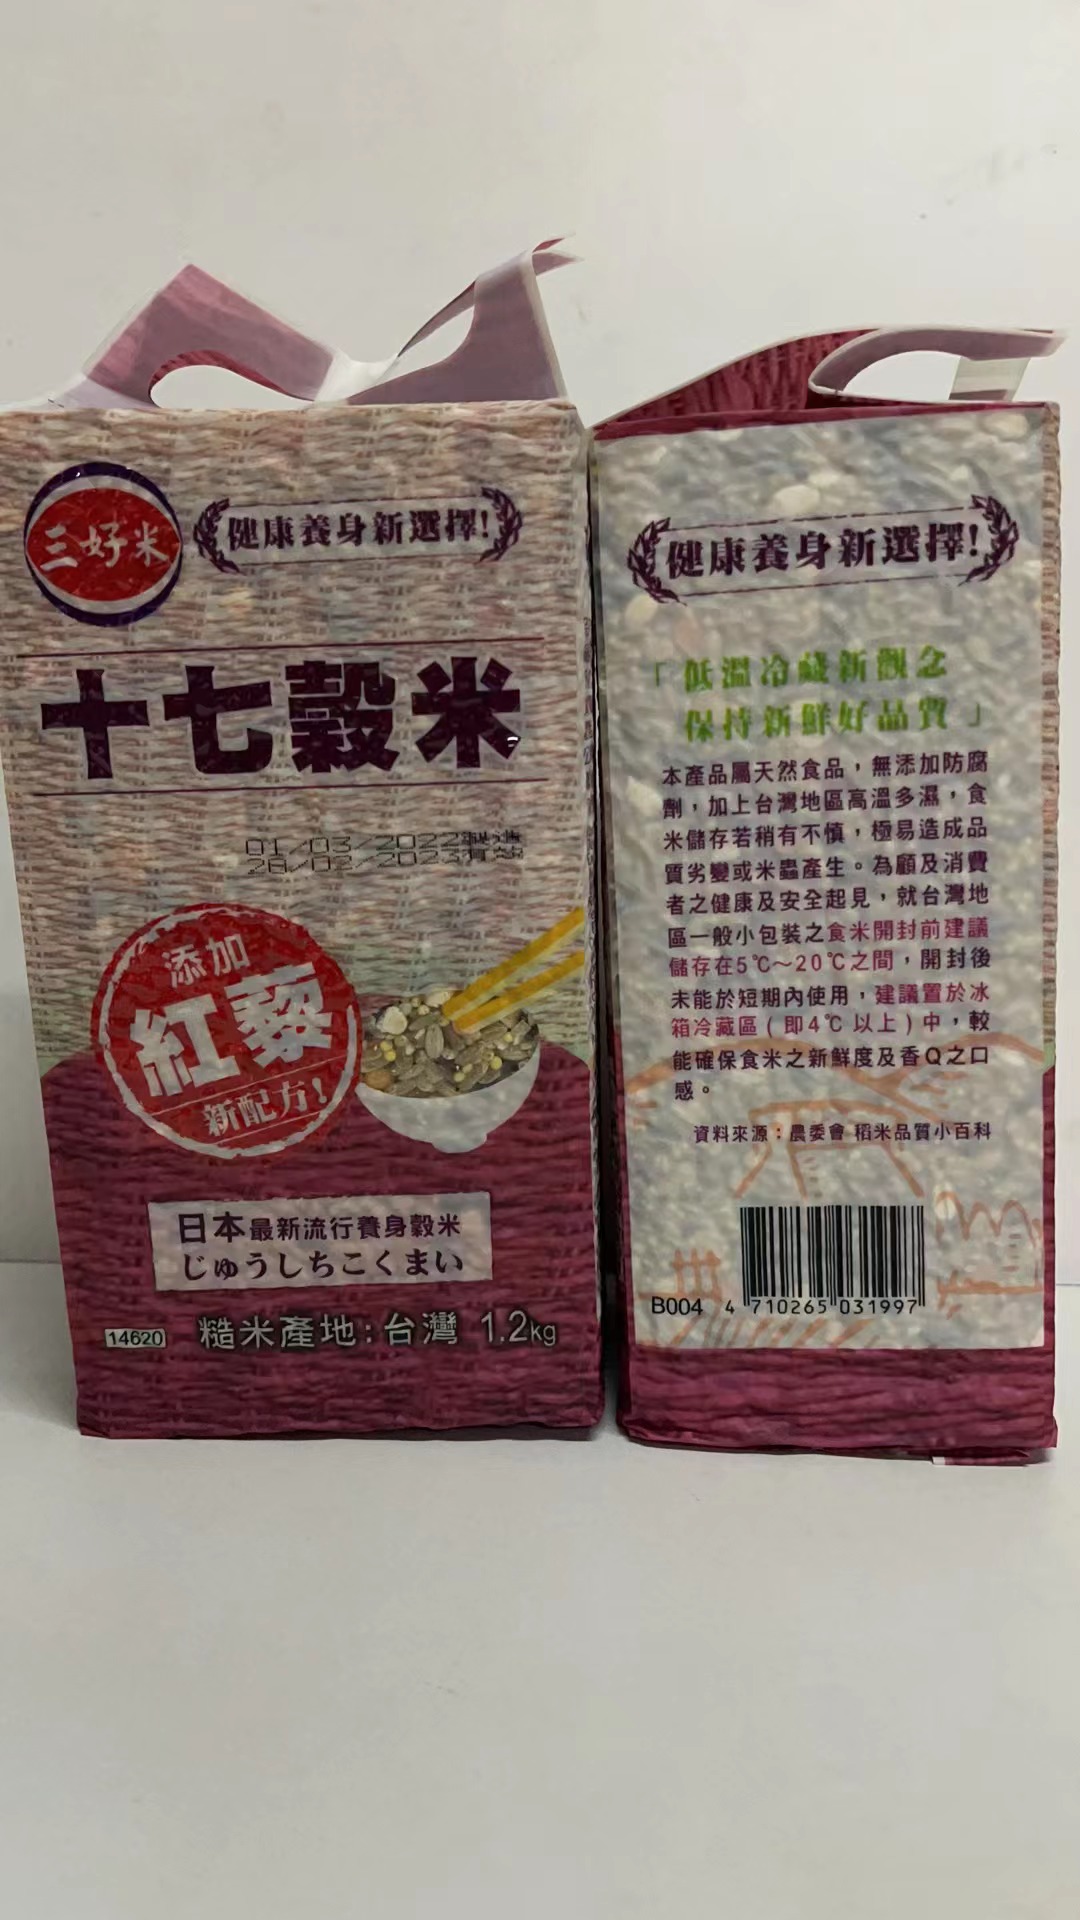 三好米
健康養身新選擇!
十七穀米
01/03/2022製造
28/02/2023有效
添加
紅藜
新配方!
日本最新流行養身穀米
じゅうしちこくまい
14620
糙米產地:台灣 1.2kg
健康養身新選擇!
「低溫冷藏新觀念
保持新鮮好品質」
本產品屬天然食品,無添加防腐
劑,加上台灣地區高溫多濕,食
米儲存若稍有不慎,極易造成品
質劣變或米蟲產生。為顧及消費
者之健康及安全起見,就台灣地
區一般小包裝之食米開封前建議
儲存在5℃~20℃之間,開封後
未能於短期內使用,建議置於冰
箱冷藏區(即4℃以上)中,較
能確保食米之新鮮度及香Q之口
感。
資料來源:農委會 稻米品質小百科
B004 4 710265 031997